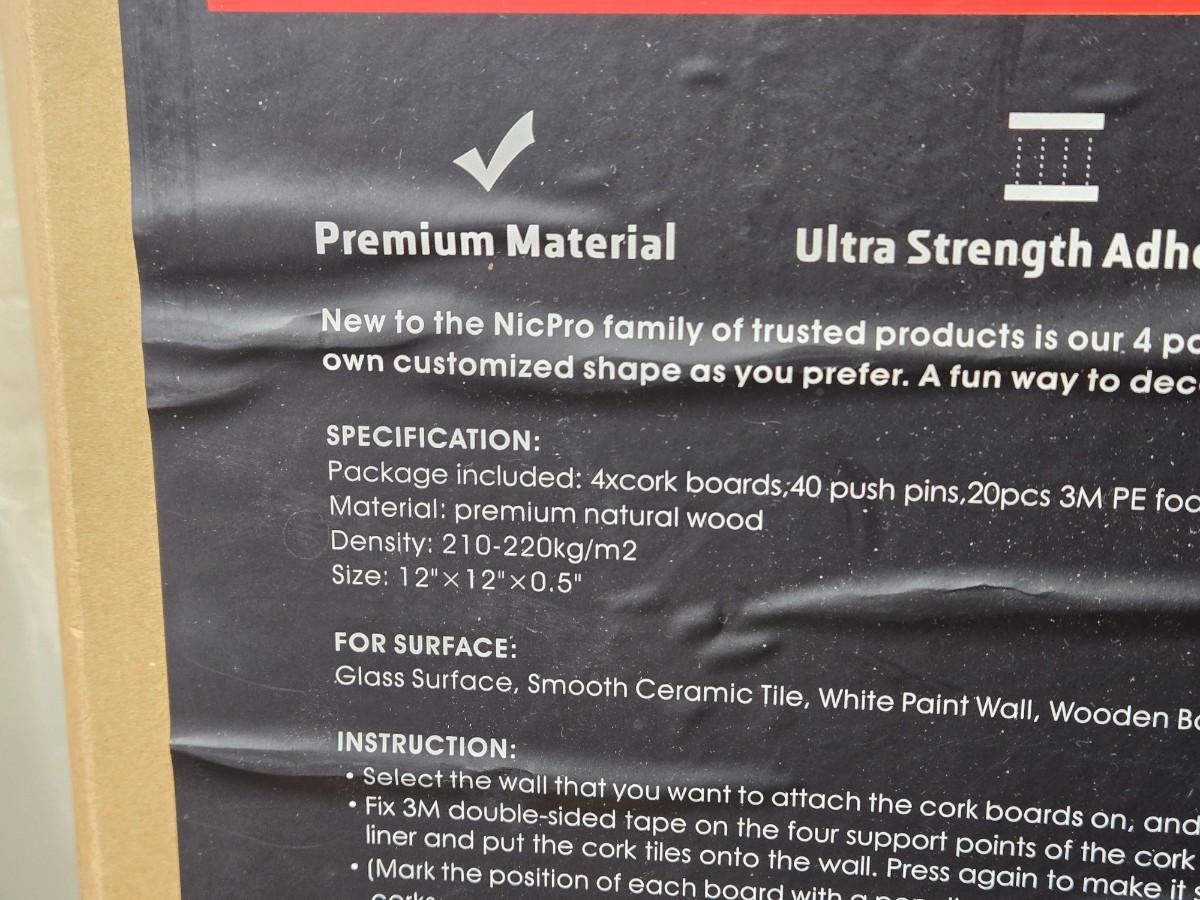 Premium Material
Ultra Strength Adhe
New to the NicPro family of trusted products is our 4 pa
own customized shape as you prefer. A fun way to deco
SPECIFICATION:
Package included: 4xcork boards,40 push pins,20pcs 3M PE foa
Material: premium natural wood
Density: 210-220kg/m2
Size: 12"×12"×0.5"
FOR SURFACE:
Glass Surface, Smooth Ceramic Tile, White Paint Wall, Wooden Bo
INSTRUCTION:
• Select the wall that you want to attach the cork boards on, and
• Fix 3M double-sided tape on the four support points of the cork
liner and put the cork tiles onto the wall. Press again to make it s
• (Mark the position of each board with a